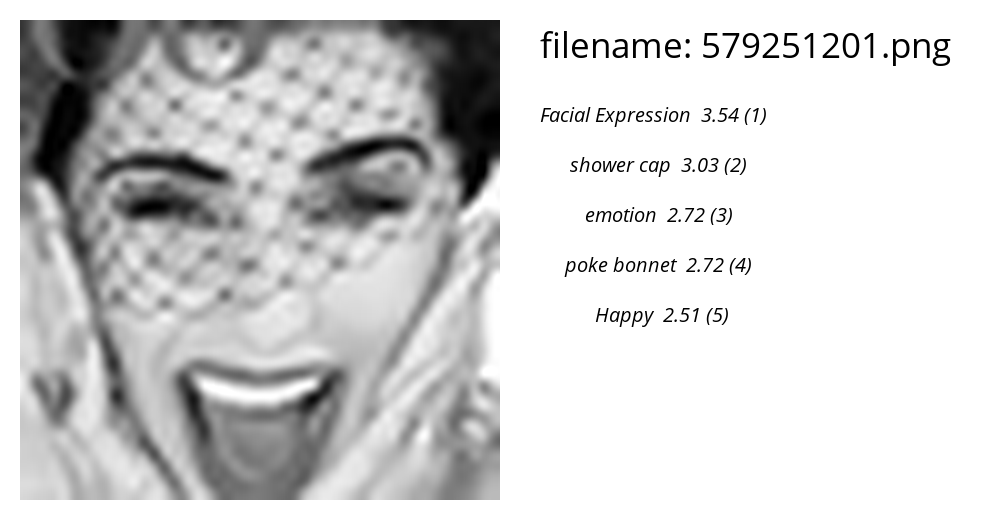 filename: 579251201.png
Facial Expression 3.54 (1)
shower cap 3.03 (2)
emotion 2.72 (3)
poke bonnet 2.72 (4)
Happy 2.51 (5)